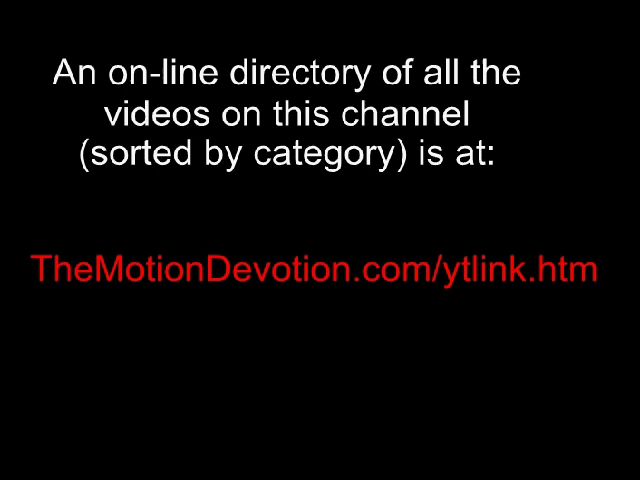 An on-line directory of all the
videos on this channel
(sorted by category) is at:
TheMotionDevotion.com/ytlink.htm